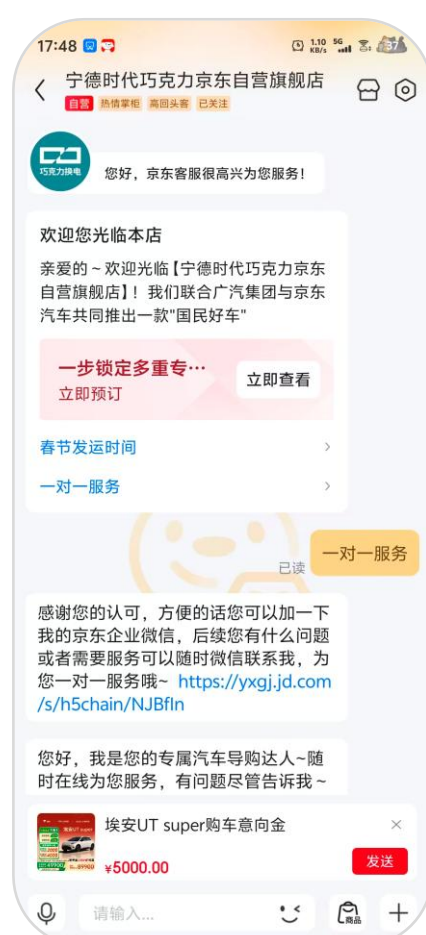 17:48
1.10 KB/s 5G 37
宁德时代巧克力京东自营旗舰店
自营 热情掌柜 高回头客 已关注
巧克力换电
您好，京东客服很高兴为您服务！
欢迎您光临本店
亲爱的~欢迎光临【宁德时代巧克力京东
自营旗舰店】！我们联合广汽集团与京东
汽车共同推出一款"国民好车"
一步锁定多重专…
立即预订
立即查看
春节发运时间
一对一服务
一对一服务
已读
感谢您的认可，方便的话您可以加一下
我的京东企业微信，后续您有什么问题
或者需要服务可以随时微信联系我，为
您一对一服务哦~ https://yxgj.jd.com
/s/h5chain/NJBfIn
您好，我是您的专属汽车导购达人~随
时在线为您服务，有问题尽管告诉我~
埃安UT super购车意向金
¥5000.00
发送
请输入...
商品